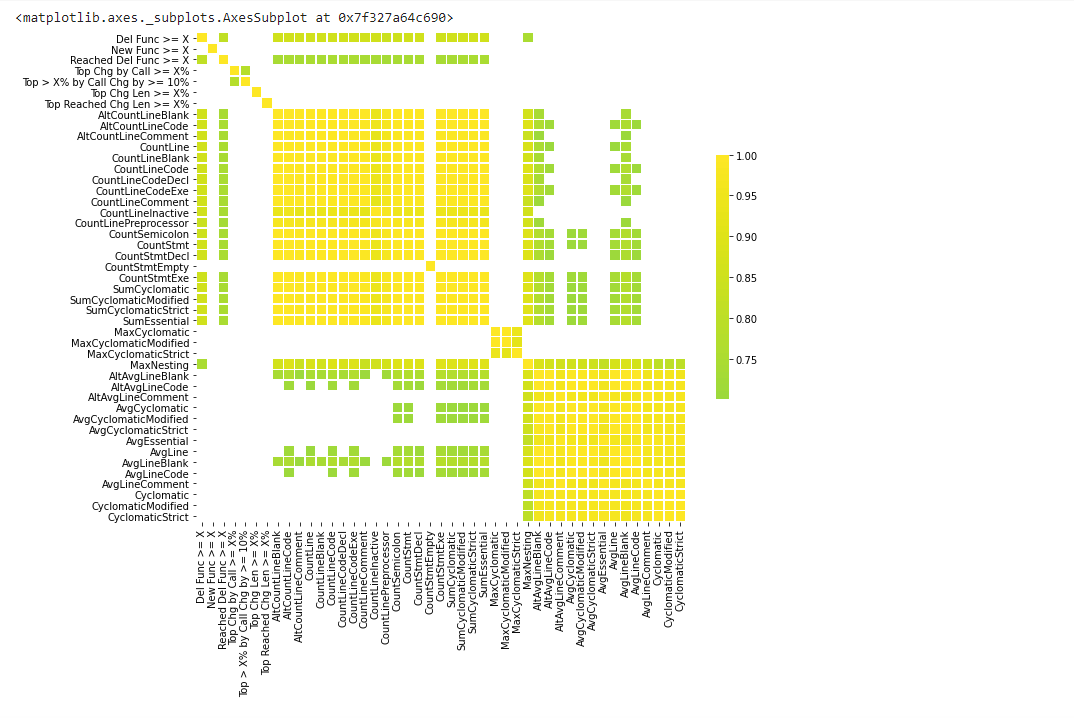 <matplotlib.axes._subplots.AxesSubplot at 0x7f327a64c690>
Del Func >= X
New Func >= X
Reached Del Func >= X
Top Chg by Call >= X%
Top > X% by Call Chg by >= 10%
Top Chg Len >= X%
Top Reached Chg Len >= X%
AltCountLineBlank
AltCountLineCode
AltCountLineComment
CountLine
CountLineBlank
CountLineCode
CountLineCodeDecl
CountLineCodeExe
CountLineComment
CountLineInactive
CountLinePreprocessor
CountSemicolon
CountStmt
CountStmtDecl
CountStmtEmpty
CountStmtExe
SumCyclomatic
SumCyclomaticModified
SumCyclomaticStrict
SumEssential
MaxCyclomatic
MaxCyclomaticModified
MaxCyclomaticStrict
MaxNesting
AltAvgLineBlank
AltAvgLineCode
AltAvgLineComment
AvgCyclomatic
AvgCyclomaticModified
AvgCyclomaticStrict
AvgEssential
AvgLine
AvgLineBlank
AvgLineCode
AvgLineComment
Cyclomatic
CyclomaticModified
CyclomaticStrict
Del Func >= X
New Func >= X
Reached Del Func >= X
Top Chg by Call >= X%
Top > X% by Call Chg by >= 10%
Top Chg Len >= X%
Top Reached Chg Len >= X%
AltCountLineBlank
AltCountLineCode
AltCountLineComment
CountLine
CountLineBlank
CountLineCode
CountLineCodeDecl
CountLineCodeExe
CountLineComment
CountLineInactive
CountLinePreprocessor
CountSemicolon
CountStmt
CountStmtDecl
CountStmtEmpty
CountStmtExe
SumCyclomatic
SumCyclomaticModified
SumCyclomaticStrict
SumEssential
MaxCyclomatic
MaxCyclomaticModified
MaxCyclomaticStrict
MaxNesting
AltAvgLineBlank
AltAvgLineCode
AltAvgLineComment
AvgCyclomatic
AvgCyclomaticModified
AvgCyclomaticStrict
AvgEssential
AvgLine
AvgLineBlank
AvgLineCode
AvgLineComment
Cyclomatic
CyclomaticModified
CyclomaticStrict
1.00
0.95
0.90
0.85
0.80
0.75